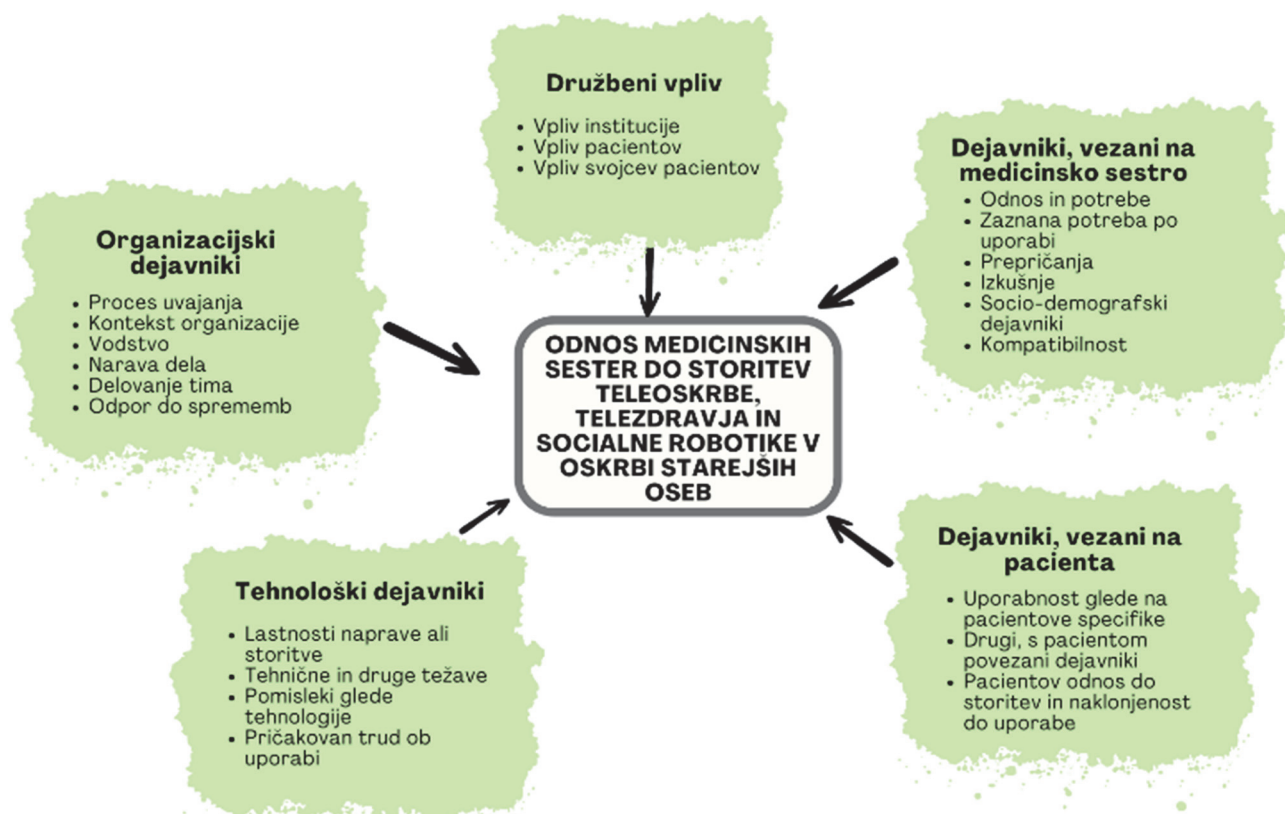 Družbeni vpliv
• Vpliv institucije
• Vpliv pacientov
• Vpliv svojcev pacientov
Dejavniki, vezani na
medicinsko sestro
• Odnos in potrebe
• Zaznana potreba po
uporabi
• Prepričanja
• Izkušnje
• Socio-demografski
dejavniki
• Kompatibilnost
Organizacijski
dejavniki
• Proces uvajanja
• Kontekst organizacije
• Vodstvo
• Narava dela
• Delovanje tima
• Odpor do sprememb
ODNOS MEDICINSKIH
SESTER DO STORITEV
TELEOSKRBE,
TELEZDRAVJA IN
SOCIALNE ROBOTIKE V
OSKRBI STAREJŠIH
OSEB
Tehnološki dejavniki
• Lastnosti naprave ali
storitve
• Tehnične in druge težave
• Pomisleki glede
tehnologije
• Pričakovan trud ob
uporabi
Dejavniki, vezani na
pacienta
• Uporabnost glede na
pacientove specifike
• Drugi, s pacientom
povezani dejavniki
• Pacientov odnos do
storitev in naklonjenost
do uporabe